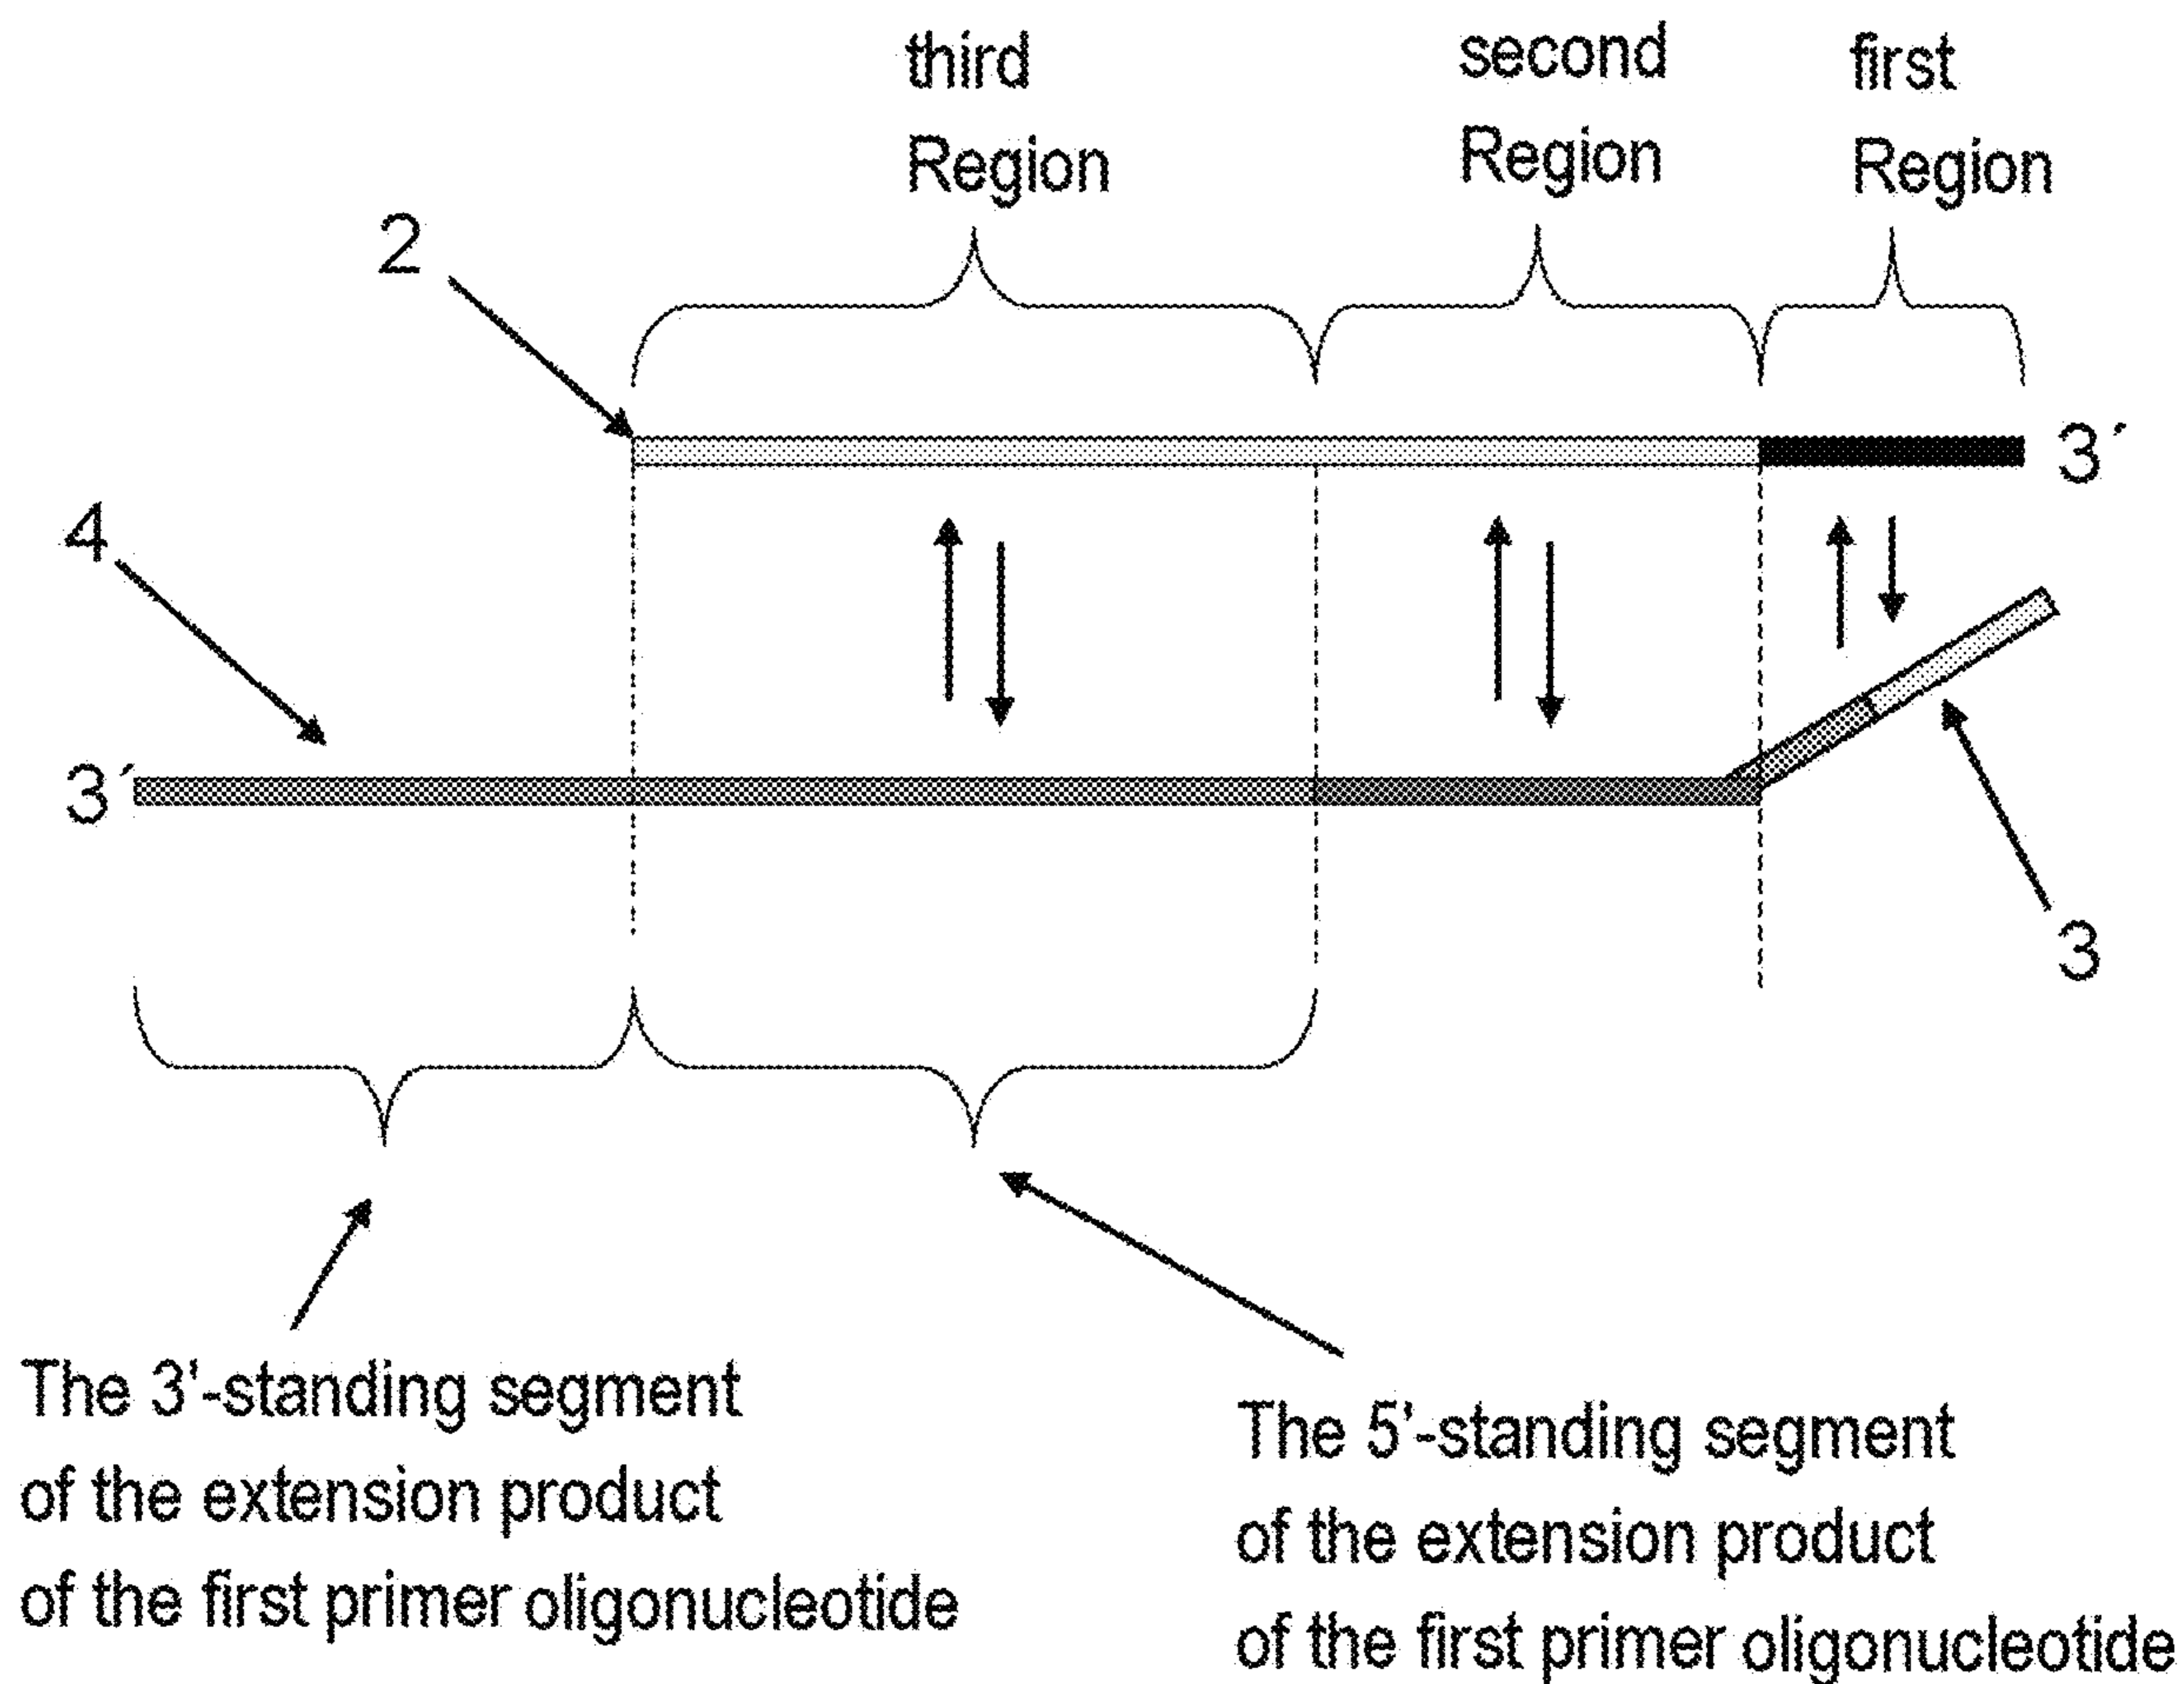 third
Region
second
Region
first
Region
2
3´
4
3´
3
The 3'-standing segment
of the extension product
of the first primer oligonucleotide
The 5'-standing segment
of the extension product
of the first primer oligonucleotide